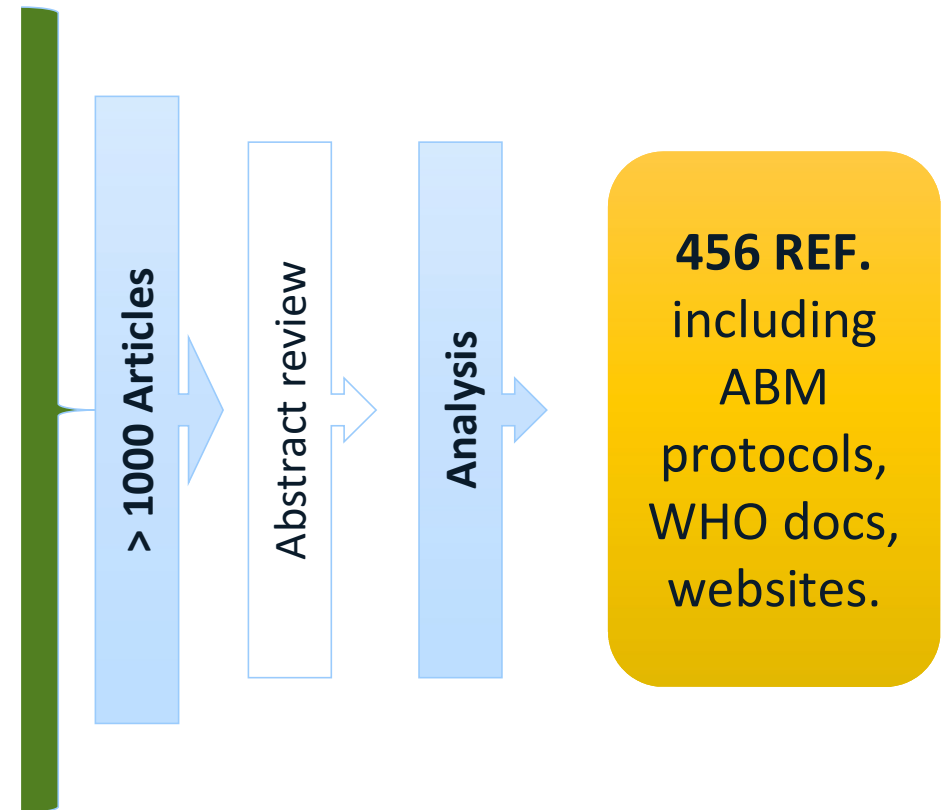 > 1000 Articles
Abstract review
Analysis
456 REF.
including
ABM
protocols,
WHO docs,
websites.